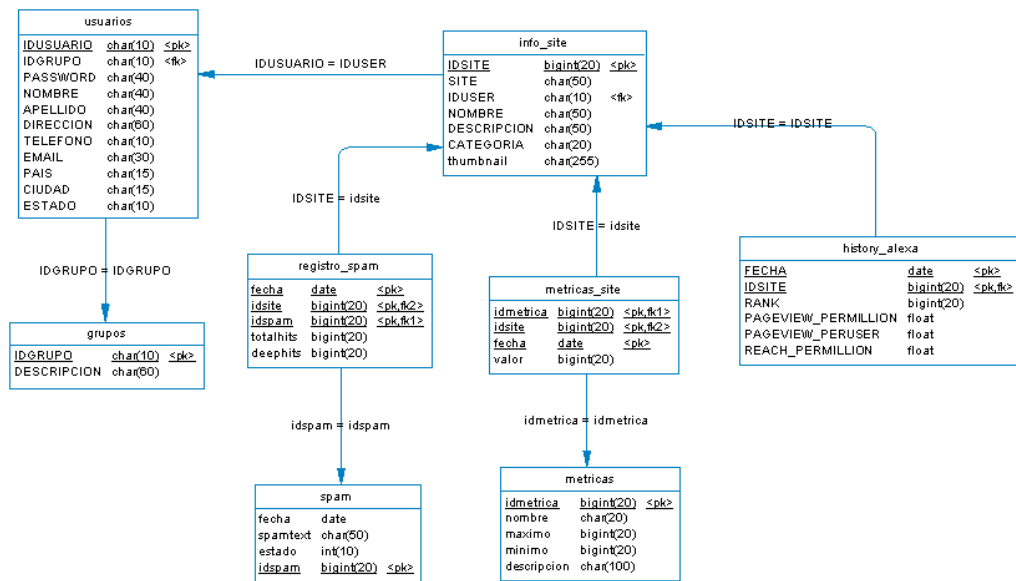 usuarios
IDUSUARIO char(10) <pk>
IDGRUPO char(10) <fk>
PASSWORD char(40)
NOMBRE char(40)
APELLIDO char(40)
DIRECCION char(60)
TELEFONO char(10)
EMAIL char(30)
PAIS char(15)
CIUDAD char(15)
ESTADO char(10)
IDUSUARIO = IDUSER
info_site
IDSITE bigint(20) <pk>
SITE char(50)
IDUSER char(10) <fk>
NOMBRE char(50)
DESCRIPCION char(50)
CATEGORIA char(20)
thumbnail char(255)
IDSITE = IDSITE
IDSITE = idsite
IDSITE = idsite
IDGRUPO = IDGRUPO
grupos
IDGRUPO char(10) <pk>
DESCRIPCION char(60)
registro_spam
fecha date <pk>
idsite bigint(20) <pk,fk2>
idspam bigint(20) <pk,fk1>
totalhits bigint(20)
deephits bigint(20)
metricas_site
idmetrica bigint(20) <pk,fk1>
idsite bigint(20) <pk,fk2>
fecha date <pk>
valor bigint(20)
history_alexa
FECHA date <pk>
IDSITE bigint(20) <pk,fk>
RANK bigint(20)
PAGEVIEW_PERMILLION float
PAGEVIEW_PERUSER float
REACH_PERMILLION float
idspam = idspam
idmetrica = idmetrica
spam
fecha date
spamtext char(50)
estado int(10)
idspam bigint(20) <pk>
metricas
idmetrica bigint(20) <pk>
nombre char(20)
maximo bigint(20)
minimo bigint(20)
descripcion char(100)